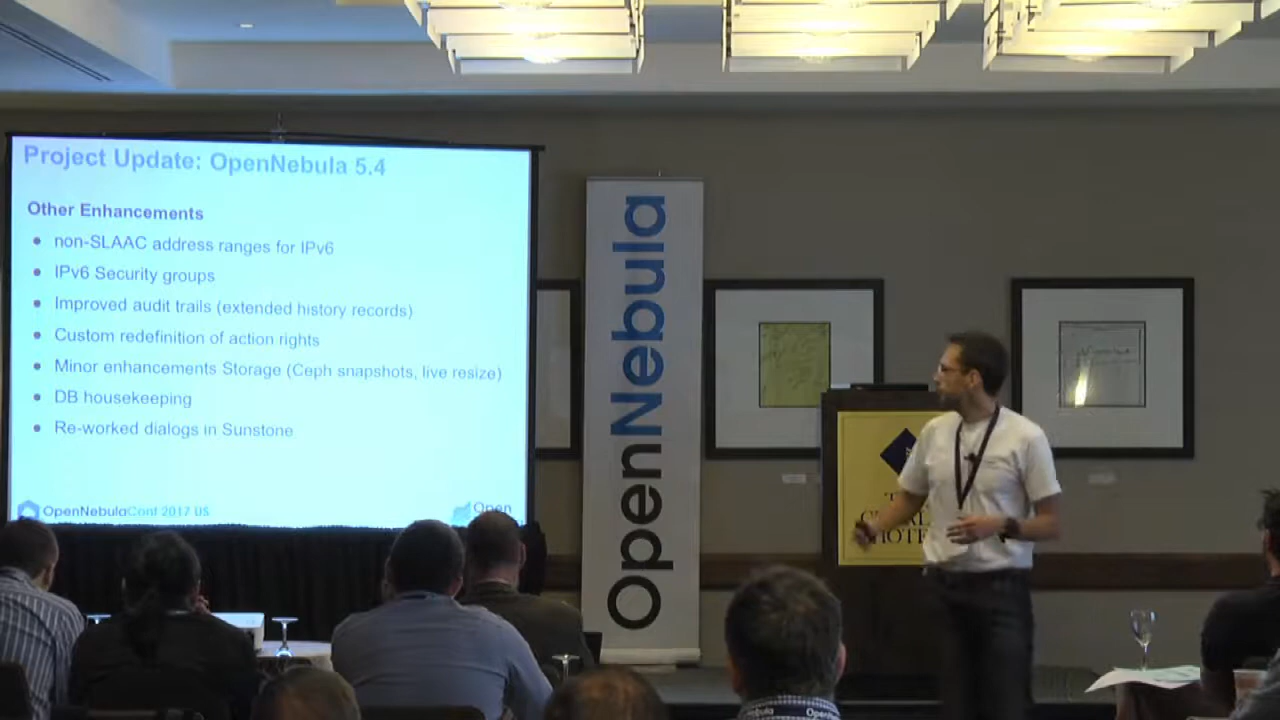 Project Update: OpenNebula 5.4
Other Enhancements
non-SLAAC address ranges for IPv6
IPv6 Security groups
Improved audit trails (extended history records)
Custom redefinition of action rights
Minor enhancements Storage (Ceph snapshots, live resize)
DB housekeeping
Re-worked dialogs in Sunstone
OpenNebulaConf 2017 US
Open
OpenNebula